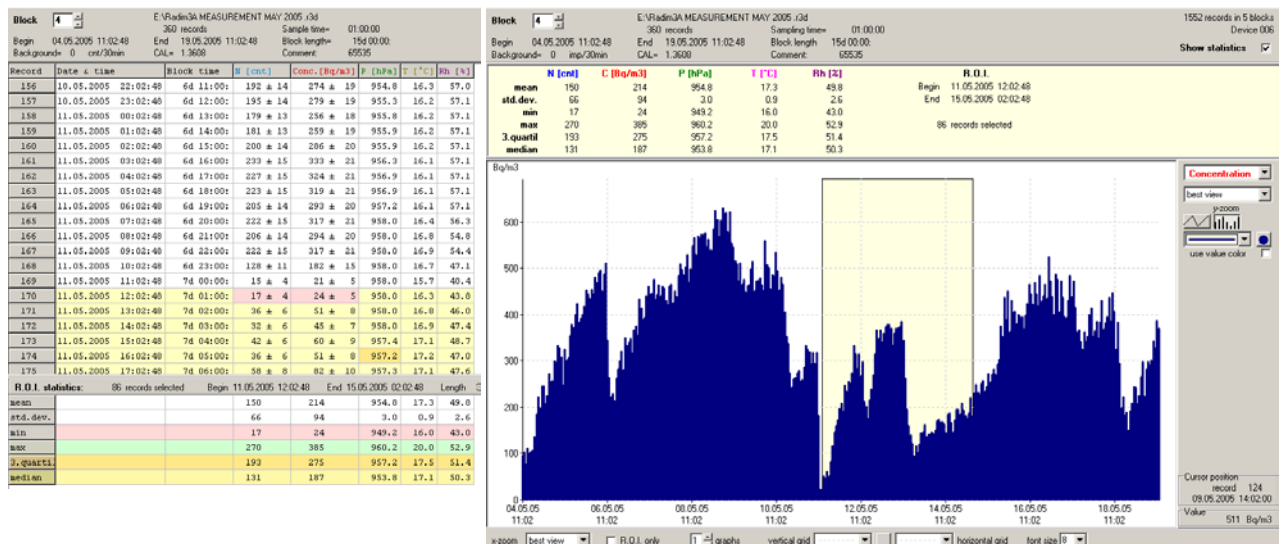 Block 4 E:\Radim3A MEASUREMENT MAY 2005 .r3d
360 records Sample time= 01:00:00
Begin 04.05.2005 11:02:48 End 19.05.2005 11:02:48 Block length= 15d 00:00:
Background= 0 cnt/30min CAL= 1.3608 Comment: 65535
Record Date & time Block time N [cnt] Conc.[Bq/m3] P [hPa] T [°C] Rh [%]
156 10.05.2005 22:02:48 6d 11:00: 192 ± 14 274 ± 19 954.8 16.3 57.0
157 10.05.2005 23:02:48 6d 12:00: 195 ± 14 279 ± 19 955.3 16.2 57.1
158 11.05.2005 00:02:48 6d 13:00: 179 ± 13 256 ± 18 955.8 16.2 57.1
159 11.05.2005 01:02:48 6d 14:00: 181 ± 13 259 ± 19 955.9 16.2 57.1
160 11.05.2005 02:02:48 6d 15:00: 200 ± 14 286 ± 20 955.9 16.2 57.1
161 11.05.2005 03:02:48 6d 16:00: 233 ± 15 333 ± 21 956.3 16.1 57.1
162 11.05.2005 04:02:48 6d 17:00: 227 ± 15 324 ± 21 956.9 16.1 57.1
163 11.05.2005 05:02:48 6d 18:00: 223 ± 15 319 ± 21 956.9 16.1 57.1
164 11.05.2005 06:02:48 6d 19:00: 205 ± 14 293 ± 20 957.2 16.1 57.1
165 11.05.2005 07:02:48 6d 20:00: 222 ± 15 317 ± 21 958.0 16.4 56.3
166 11.05.2005 08:02:48 6d 21:00: 206 ± 14 294 ± 20 958.0 16.8 54.8
167 11.05.2005 09:02:48 6d 22:00: 222 ± 15 317 ± 21 958.0 16.9 54.4
168 11.05.2005 10:02:48 6d 23:00: 128 ± 11 182 ± 15 958.0 16.7 47.1
169 11.05.2005 11:02:48 7d 00:00: 15 ± 4 21 ± 5 958.0 15.7 40.4
170 11.05.2005 12:02:48 7d 01:00: 17 ± 4 24 ± 5 958.0 16.3 43.8
171 11.05.2005 13:02:48 7d 02:00: 36 ± 6 51 ± 8 958.0 16.8 46.0
172 11.05.2005 14:02:48 7d 03:00: 32 ± 6 45 ± 7 958.0 16.9 47.4
173 11.05.2005 15:02:48 7d 04:00: 42 ± 6 60 ± 9 957.4 17.1 48.7
174 11.05.2005 16:02:48 7d 05:00: 36 ± 6 51 ± 8 957.2 17.2 47.0
175 11.05.2005 17:02:48 7d 06:00: 58 ± 8 82 ± 10 957.3 17.1 47.6
R.O.I. statistics: 86 records selected Begin 11.05.2005 12:02:48 End 15.05.2005 02:02:48 Length
mean 150 214 954.8 17.3 49.8
std.dev. 66 94 3.0 0.9 2.6
min 17 24 949.2 16.0 43.0
max 270 385 960.2 20.0 52.9
3.quarti. 193 275 957.2 17.5 51.4
median 131 187 953.8 17.1 50.3
Block 4 E:\Radim3A MEASUREMENT MAY 2005 .r3d 1552 records in 5 blocks
360 records Sampling time= 01:00:00 Device 006
Begin 04.05.2005 11:02:48 End 19.05.2005 11:02:48 Block length 15d 00:00:
Background= 0 imp/30min CAL= 1.3608 Comment: 65535
Show statistics
N [cnt] C [Bq/m3] P [hPa] T [°C] Rh [%] R.O.I.
mean 150 214 954.8 17.3 49.8 Begin 11.05.2005 12:02:48
std.dev. 66 94 3.0 0.9 2.6 End 15.05.2005 02:02:48
min 17 24 949.2 16.0 43.0
max 270 385 960.2 20.0 52.9 86 records selected
3.quartil 193 275 957.2 17.5 51.4
median 131 187 953.8 17.1 50.3
Bq/m3
600
500
400
300
200
100
0
04.05.05 06.05.05 08.05.05 10.05.05 12.05.05 14.05.05 16.05.05 18.05.05
11:02 11:02 11:02 11:02 11:02 11:02 11:02 11:02
Concentration
best view
y-zoom
use value color
Cursor position
record 124
09.05.2005 14:02:00
Value
511 Bq/m3
x-zoom best view R.O.I. only 1 graphs vertical grid horizontal grid font size 8